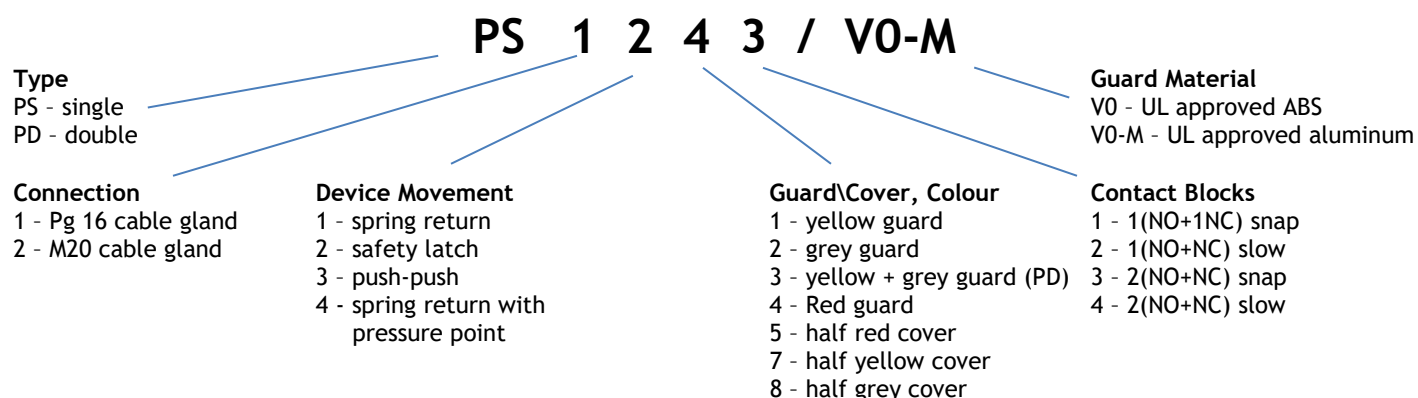 PS 1 2 4 3 / V0-M
Type
PS – single
PD – double
Guard Material
V0 – UL approved ABS
V0-M – UL approved aluminum
Connection
1 – Pg 16 cable gland
2 – M20 cable gland
Device Movement
1 – spring return
2 – safety latch
3 – push-push
4 - spring return with
pressure point
Guard\Cover, Colour
1 – yellow guard
2 – grey guard
3 – yellow + grey guard (PD)
4 – Red guard
5 – half red cover
7 – half yellow cover
8 – half grey cover
Contact Blocks
1 – 1(NO+1NC) snap
2 – 1(NO+NC) slow
3 – 2(NO+NC) snap
4 – 2(NO+NC) slow